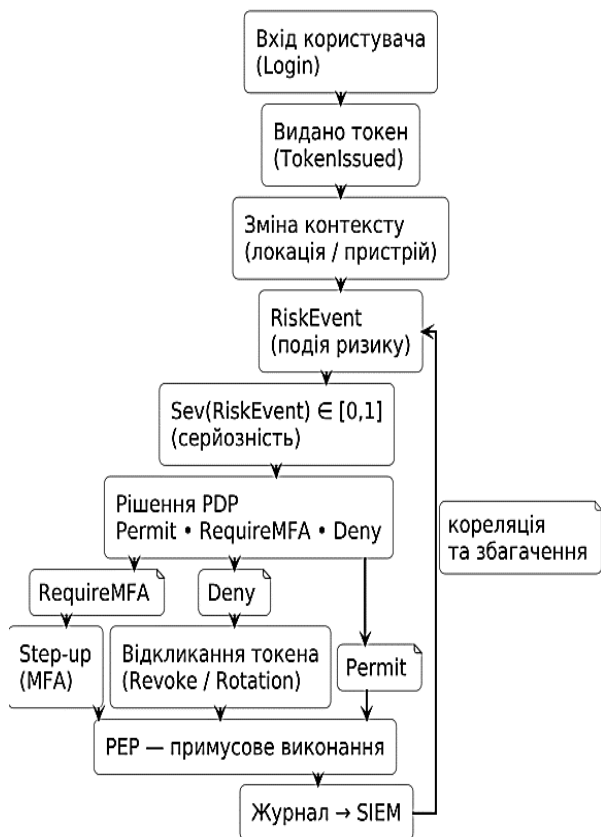 Вхід користувача
(Login)
Видано токен
(TokenIssued)
Зміна контексту
(локація / пристрій)
RiskEvent
(подія ризику)
Sev(RiskEvent) ∈ [0,1]
(серйозність)
Рішення PDP
Permit • RequireMFA • Deny
кореляція
та збагачення
RequireMFA
Deny
Permit
Step-up
(MFA)
Відкликання токена
(Revoke / Rotation)
PEP — примусове виконання
Журнал → SIEM